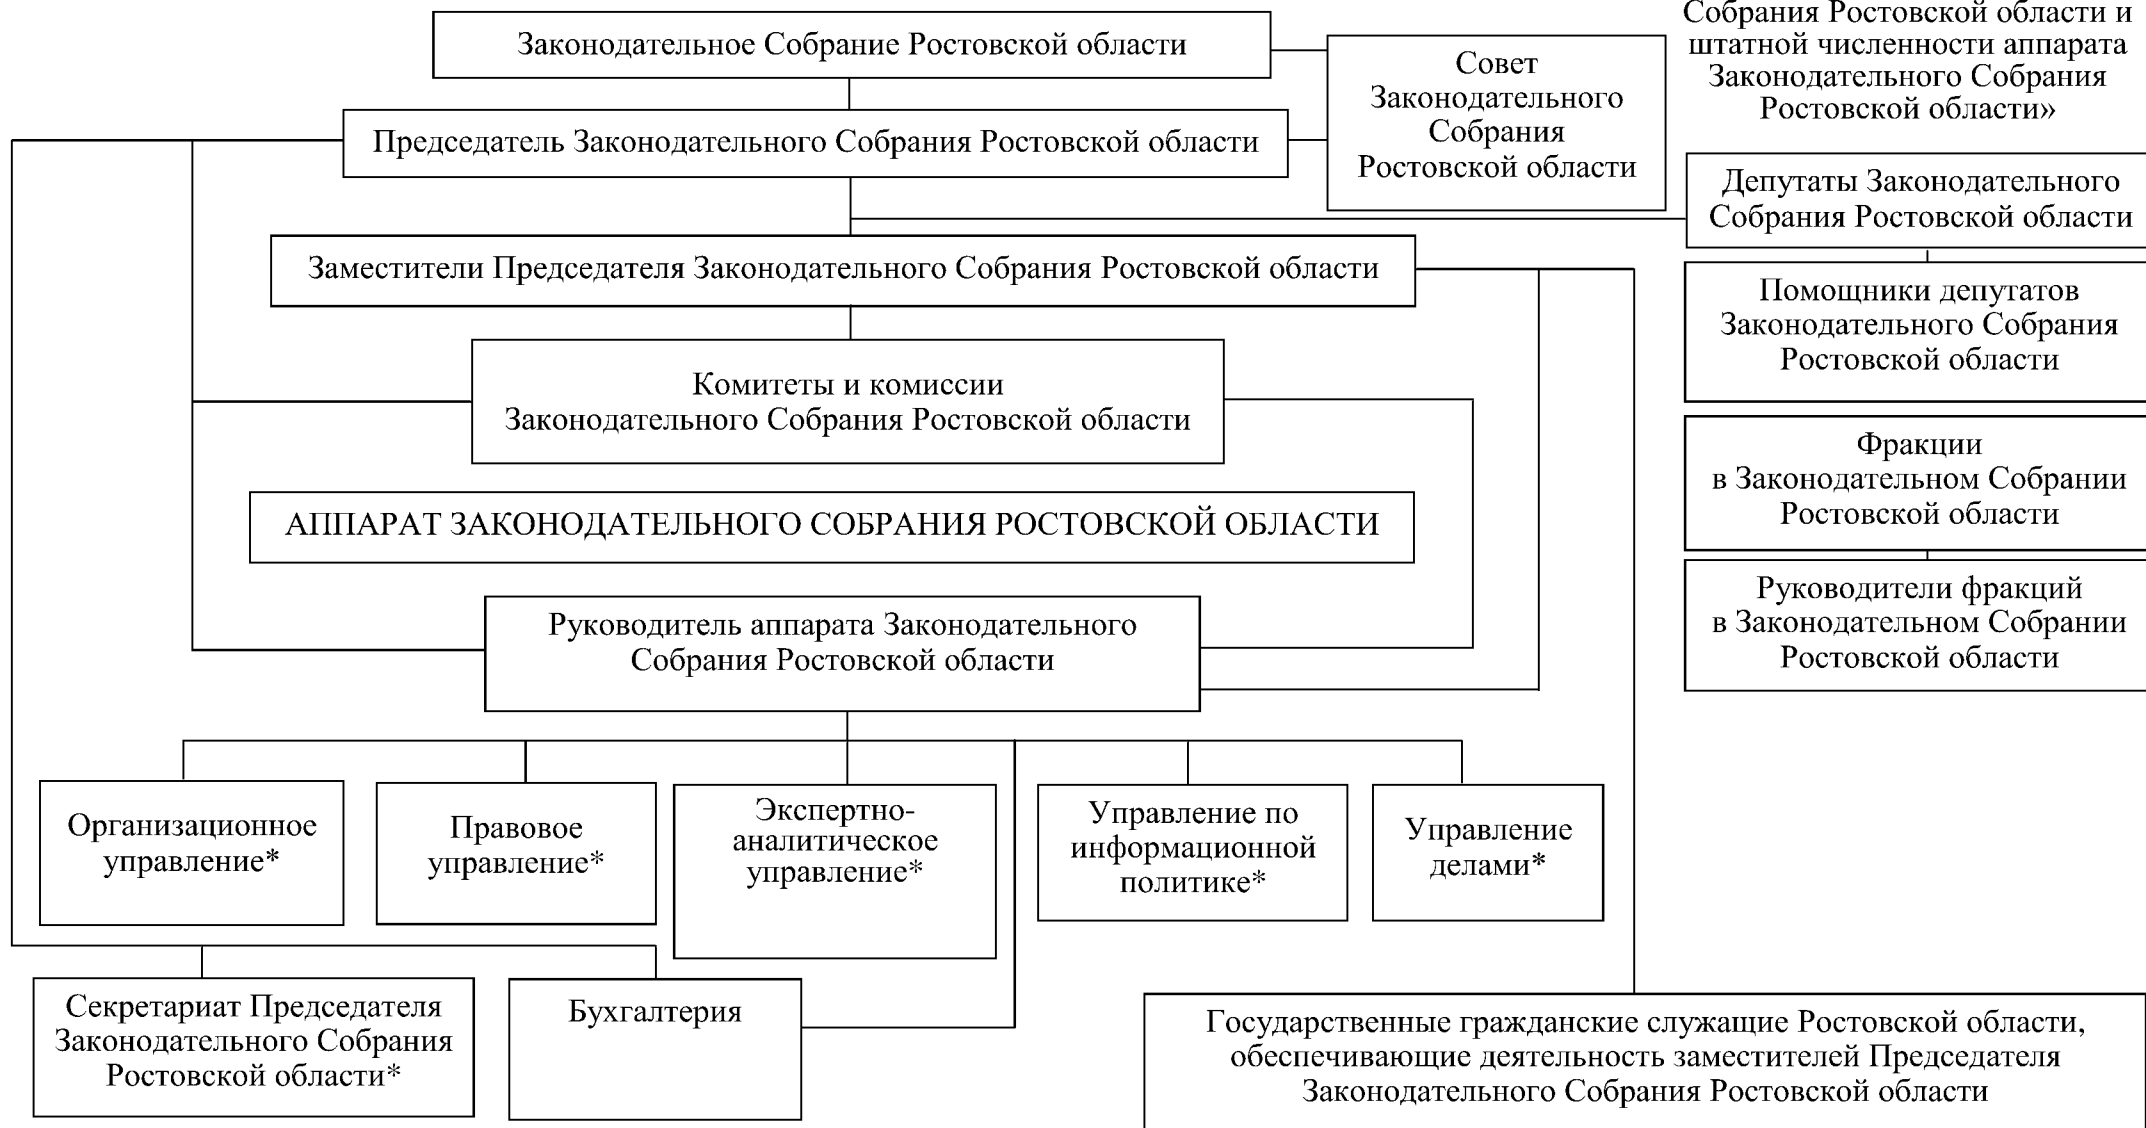 Собрания Ростовской области и
штатной численности аппарата
Законодательного Собрания
Ростовской области»
Законодательное Собрание Ростовской области
Совет
Законодательного
Собрания
Ростовской области
Председатель Законодательного Собрания Ростовской области
Депутаты Законодательного
Собрания Ростовской области
Заместители Председателя Законодательного Собрания Ростовской области
Помощники депутатов
Законодательного Собрания
Ростовской области
Комитеты и комиссии
Законодательного Собрания Ростовской области
Фракции
в Законодательном Собрании
Ростовской области
АППАРАТ ЗАКОНОДАТЕЛЬНОГО СОБРАНИЯ РОСТОВСКОЙ ОБЛАСТИ
Руководители фракций
в Законодательном Собрании
Ростовской области
Руководитель аппарата Законодательного
Собрания Ростовской области
Организационное
управление*
Правовое
управление*
Экспертно-
аналитическое
управление*
Управление по
информационной
политике*
Управление
делами*
Секретариат Председателя
Законодательного Собрания
Ростовской области*
Бухгалтерия
Государственные гражданские служащие Ростовской области,
обеспечивающие деятельность заместителей Председателя
Законодательного Собрания Ростовской области